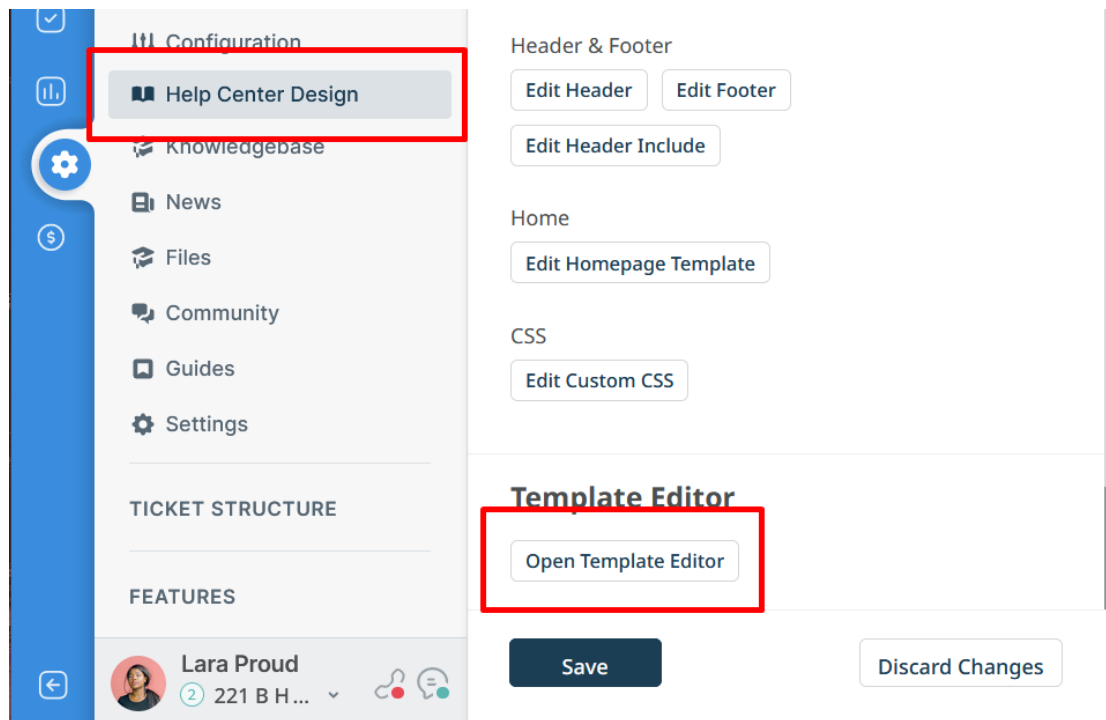 Configuration
Help Center Design
Knowledgebase
News
Files
Community
Guides
Settings
TICKET STRUCTURE
FEATURES
Lara Proud
2 221 B H...
Header & Footer
Edit Header
Edit Footer
Edit Header Include
Home
Edit Homepage Template
CSS
Edit Custom CSS
Template Editor
Open Template Editor
Save
Discard Changes